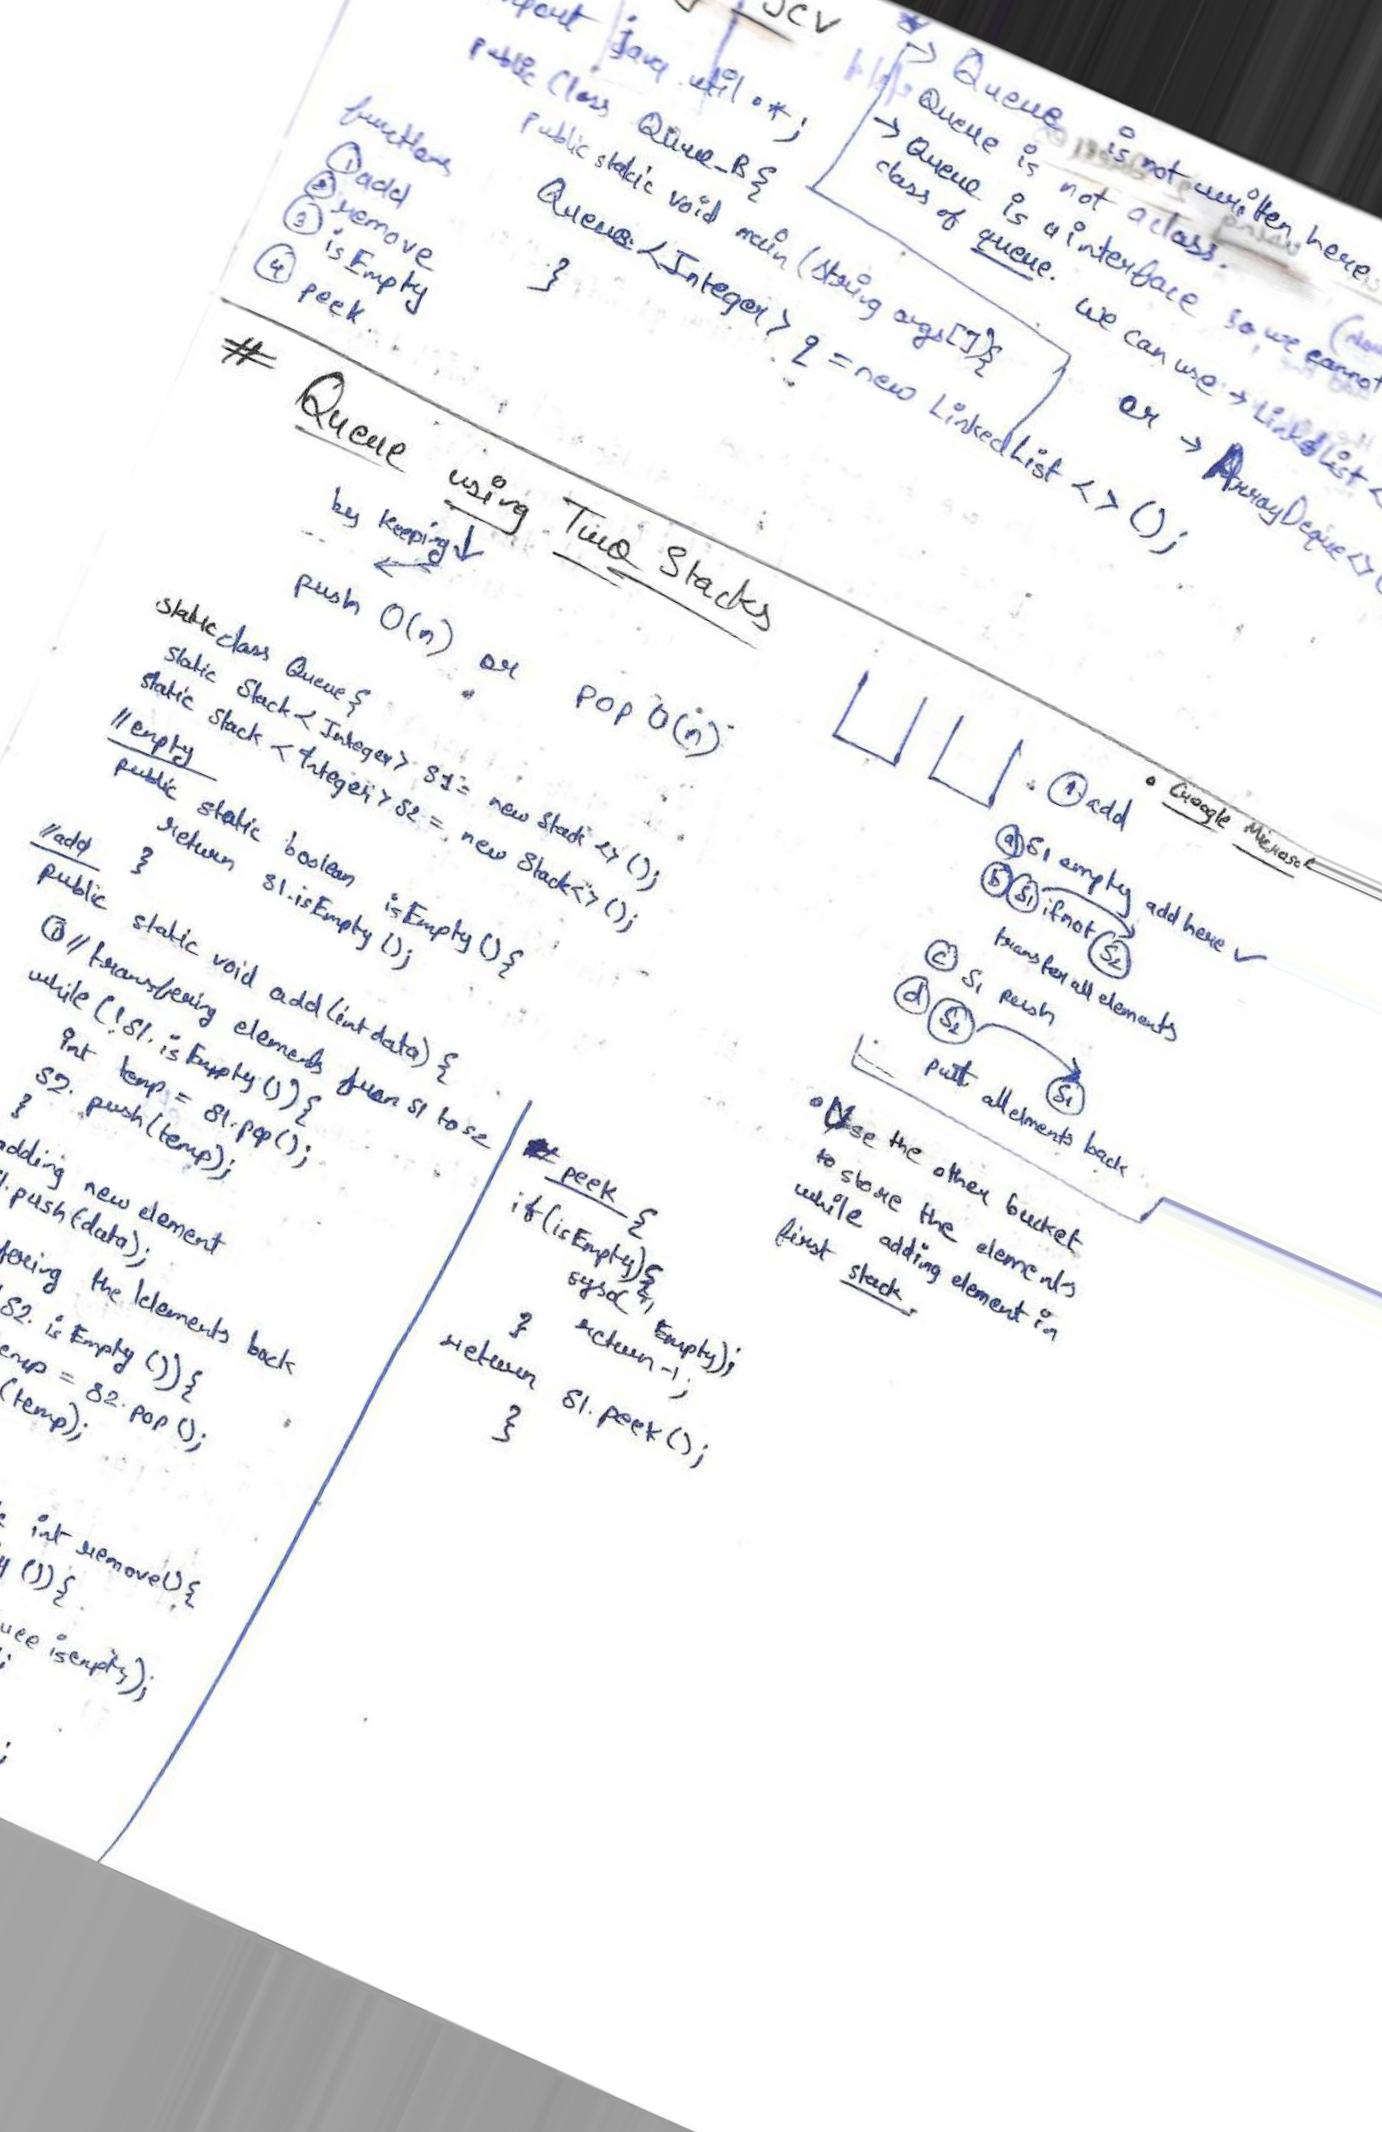 JCV
import java.util.*;
public class Queue_B{
public static void main (String args[]){
Queue <Integer> q = new LinkedList <> ();
}
functions
① add
② remove
③ isEmpty
④ peek.
→ Queue is not written here
Queue is not a class.
→ Queue is a interface so, we cannot
class of queue. we can use → LinkedList <
or → ArrayDeque <> (
# Queue using Two Stacks
• Google Microsof
by keeping ↓
←
push O(n) or pop O(n)
static class Queue {
static Stack < Integer > S1 = new Stack <> ();
static Stack < Integer > S2 = new Stack <> ();
// empty
public static boolean isEmpty () {
return S1.isEmpty ();
}
// add
public static void add (int data) {
① // transfering elements from S1 to S2
while (!S1.isEmpty ()) {
int temp = S1.pop();
S2.push(temp);
}
adding new element
.push(data);
fering the lelements back
S2.isEmpty ()) {
emp = S2.pop ();
(temp);
int remove() {
()) {
uee isempty);
;
;
# peek {
if (isEmpty) {
syso(" Empty);
return -1;
}
return S1.peek ();
}
① add
ⓐ S1 empty add here ✓
ⓑ S1 if not S2
transfer all elements
ⓒ S1 push
ⓓ S2 S1
putt all elments back
• Use the other bucket
to store the elements
while adding element in
first stack.